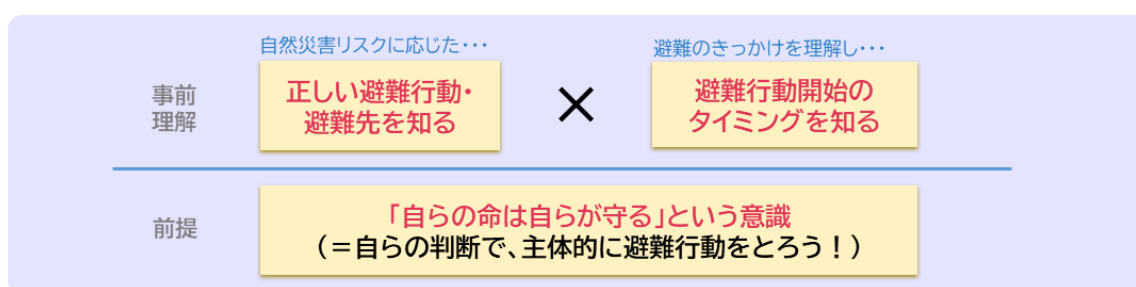 自然災害リスクに応じた･･･
避難のきっかけを理解し･･･
事前
理解
正しい避難行動・
避難先を知る
×
避難行動開始の
タイミングを知る
前提
「自らの命は自らが守る」という意識
(＝自らの判断で、主体的に避難行動をとろう！)